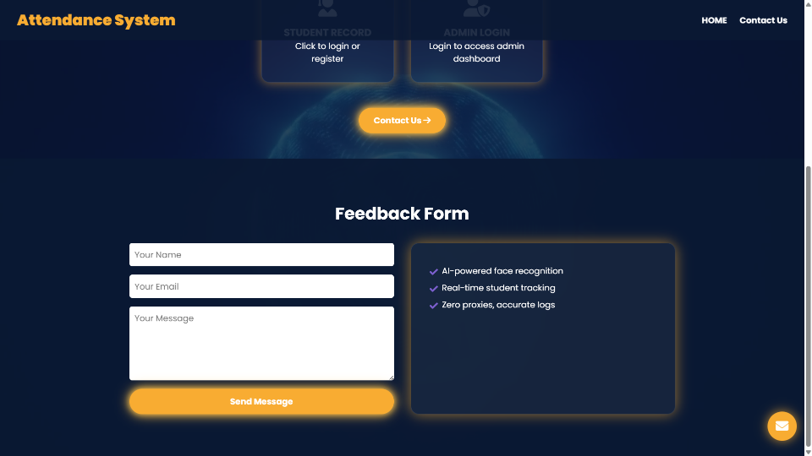 Attendance System
HOME
Contact Us
STUDENT RECORD
Click to login or
register
ADMIN LOGIN
Login to access admin
dashboard
Contact Us
Feedback Form
Your Name
Your Email
Your Message
Send Message
AI-powered face recognition
Real-time student tracking
Zero proxies, accurate logs